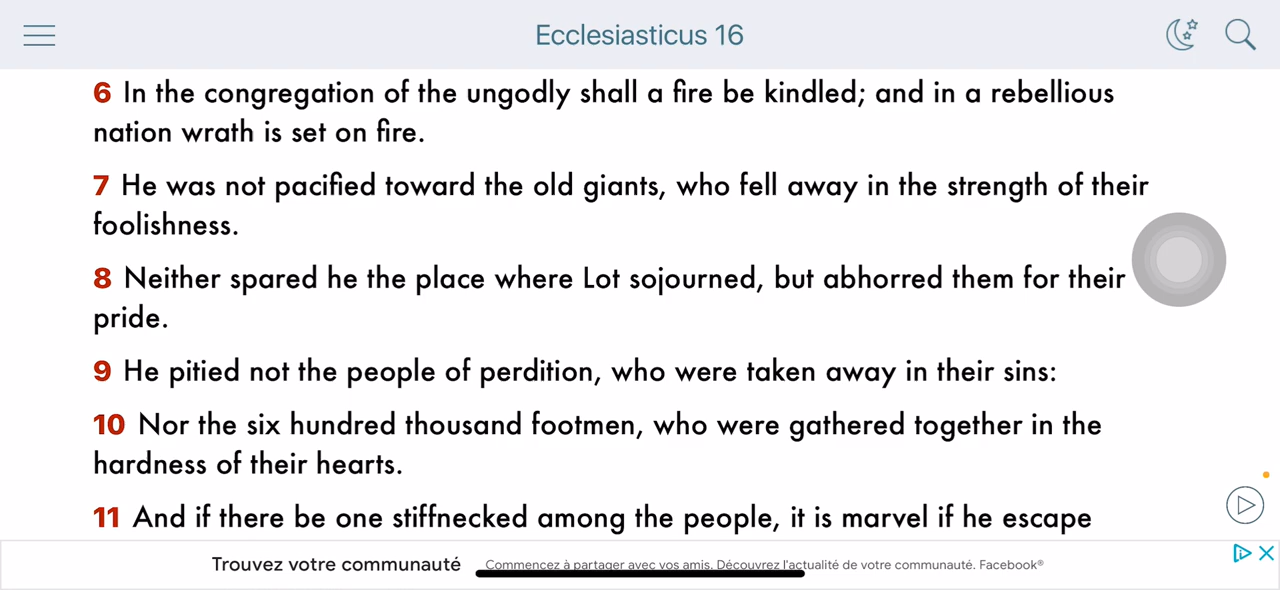 Ecclesiasticus 16
6 In the congregation of the ungodly shall a fire be kindled; and in a rebellious
nation wrath is set on fire.
7 He was not pacified toward the old giants, who fell away in the strength of their
foolishness.
8 Neither spared he the place where Lot sojourned, but abhorred them for their
pride.
9 He pitied not the people of perdition, who were taken away in their sins:
10 Nor the six hundred thousand footmen, who were gathered together in the
hardness of their hearts.
11 And if there be one stiffnecked among the people, it is marvel if he escape
Trouvez votre communauté Commencez à partager avec vos amis. Découvrez l'actualité de votre communauté. Facebook®